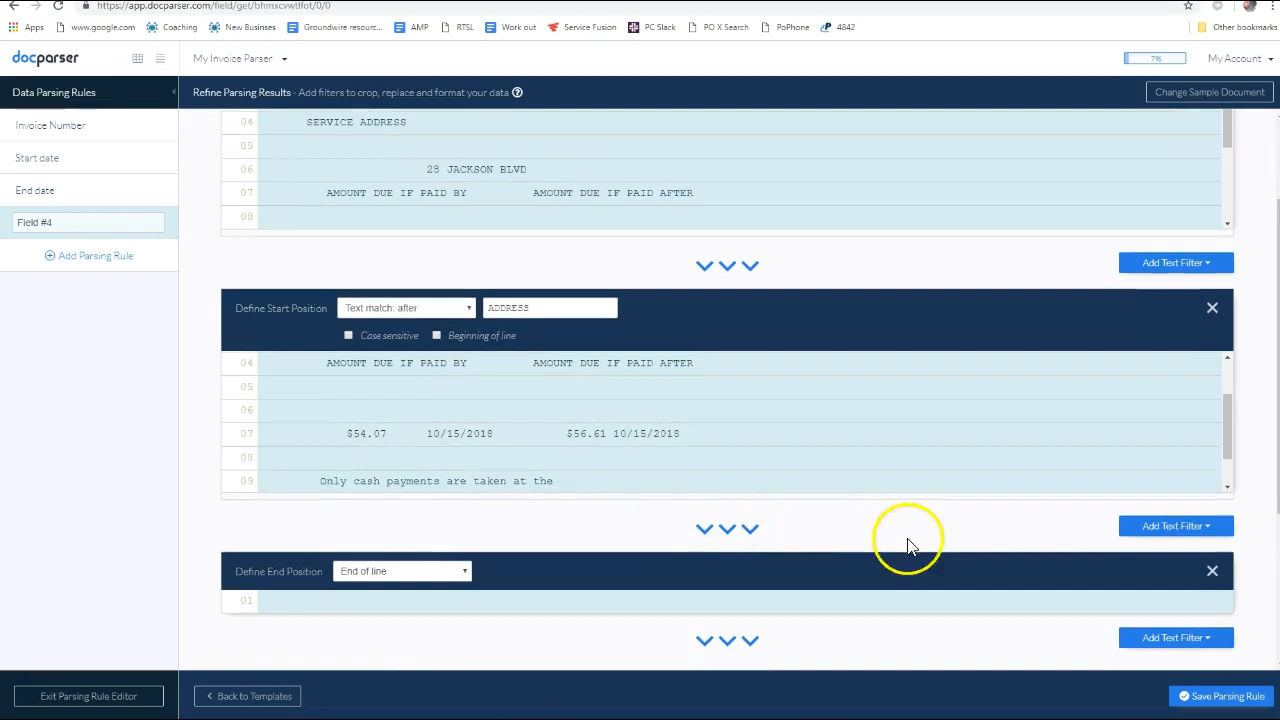 https://app.docparser.com/field/get/bhmxcvwtlfot/0/0
Apps www.google.com Coaching New Businses Groundwire resourc... AMP RTSL Work out Service Fusion PC Slack PO X Search PoPhone 4842 Other bookmarks
docparser My Invoice Parser 7% My Account
Data Parsing Rules Refine Parsing Results - Add filters to crop, replace and format your data Change Sample Document
Invoice Number
Start date
End date
Field #4
Add Parsing Rule
04 SERVICE ADDRESS
05
06 28 JACKSON BLVD
07 AMOUNT DUE IF PAID BY AMOUNT DUE IF PAID AFTER
08
Add Text Filter
Define Start Position Text match: after ADDRESS
Case sensitive Beginning of line
04 AMOUNT DUE IF PAID BY AMOUNT DUE IF PAID AFTER
05
06
07 $54.07 10/15/2018 $56.61 10/15/2018
08
09 Only cash payments are taken at the
Add Text Filter
Define End Position End of line
01
Add Text Filter
Exit Parsing Rule Editor Back to Templates Save Parsing Rule